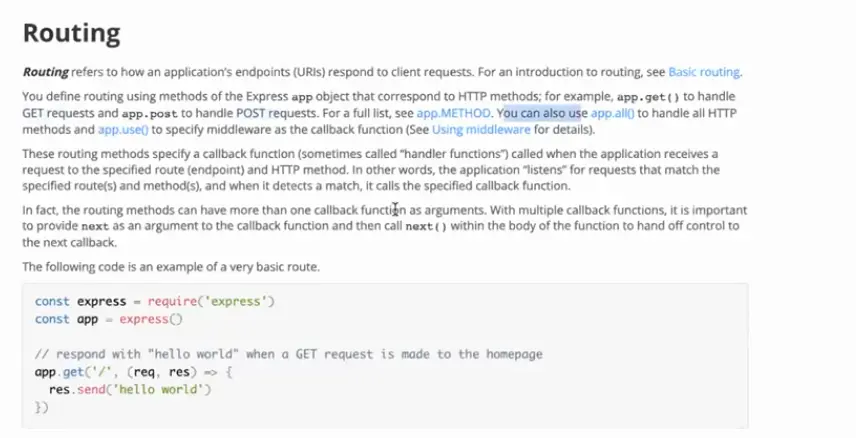 Routing
Routing refers to how an application's endpoints (URIs) respond to client requests. For an introduction to routing, see Basic routing.
You define routing using methods of the Express app object that correspond to HTTP methods; for example, app.get() to handle
GET requests and app.post to handle POST requests. For a full list, see app.METHOD. You can also use app.all() to handle all HTTP
methods and app.use() to specify middleware as the callback function (See Using middleware for details).
These routing methods specify a callback function (sometimes called “handler functions”) called when the application receives a
request to the specified route (endpoint) and HTTP method. In other words, the application “listens” for requests that match the
specified route(s) and method(s), and when it detects a match, it calls the specified callback function.
In fact, the routing methods can have more than one callback function as arguments. With multiple callback functions, it is important
to provide next as an argument to the callback function and then call next() within the body of the function to hand off control to
the next callback.
The following code is an example of a very basic route.
const express = require('express')
const app = express()
// respond with "hello world" when a GET request is made to the homepage
app.get('/', (req, res) => {
  res.send('hello world')
})